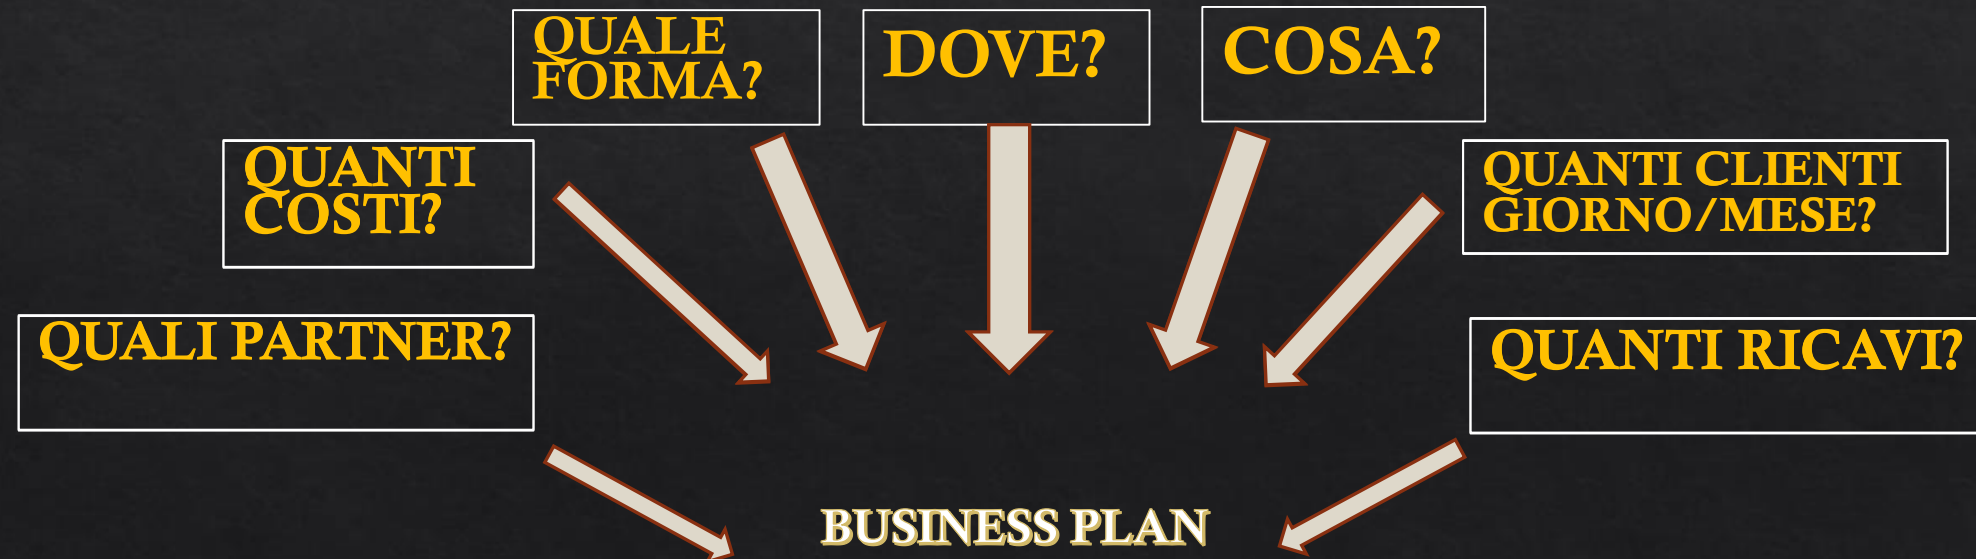 QUALE
FORMA?
DOVE?
COSA?
QUANTI
COSTI?
QUANTI CLIENTI
GIORNO/MESE?
QUALI PARTNER?
QUANTI RICAVI?
BUSINESS PLAN